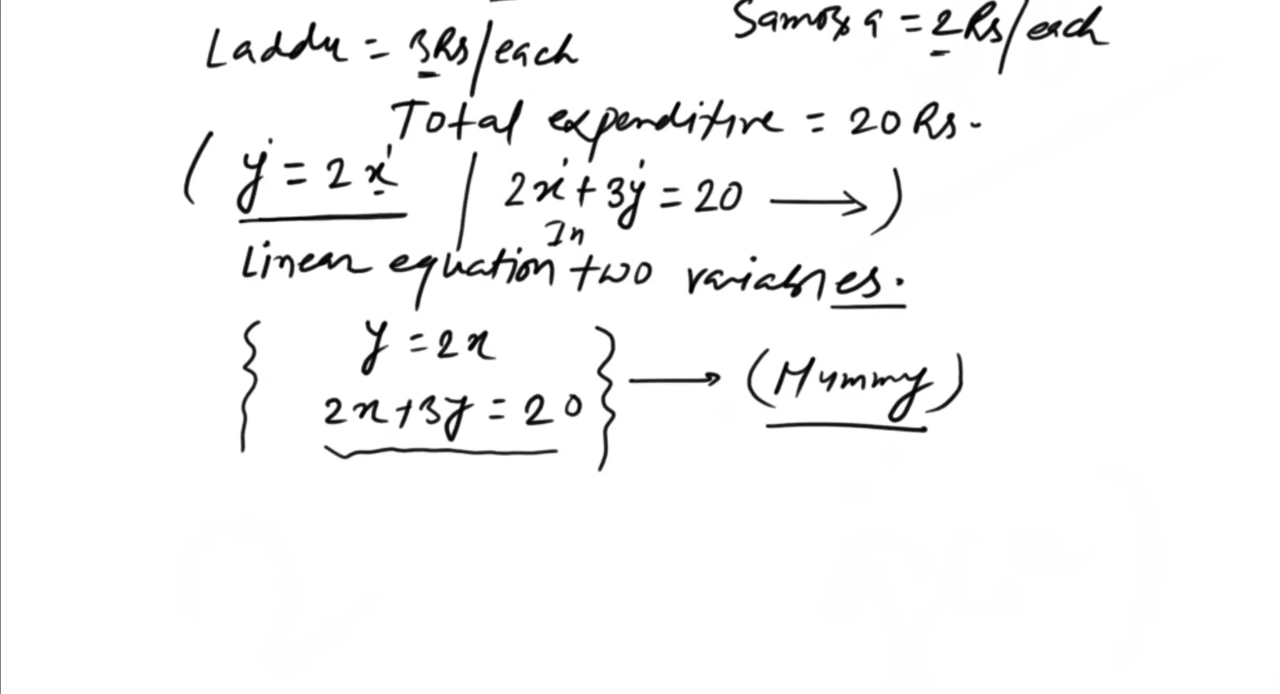 Laddu = 3Rs/each
Samosa = 2Rs/each
Total expenditire = 20 Rs.
( y = 2x | 2x + 3y = 20 → )
Linear equation In two variables.
{ y = 2x
2x+3y = 20 } → (Mummy)